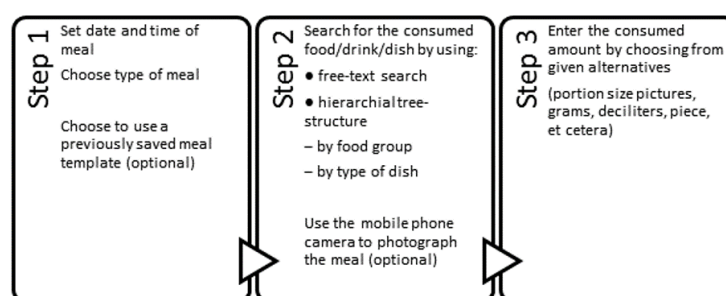 Step 1
Set date and time of
meal
Choose type of meal
Choose to use a
previously saved meal
template (optional)
Step 2
Search for the consumed
food/drink/dish by using:
● free-text search
● hierarchial tree-
structure
– by food group
– by type of dish
Use the mobile phone
camera to photograph
the meal (optional)
Step 3
Enter the consumed
amount by choosing from
given alternatives
(portion size pictures,
grams, deciliters, piece,
et cetera)